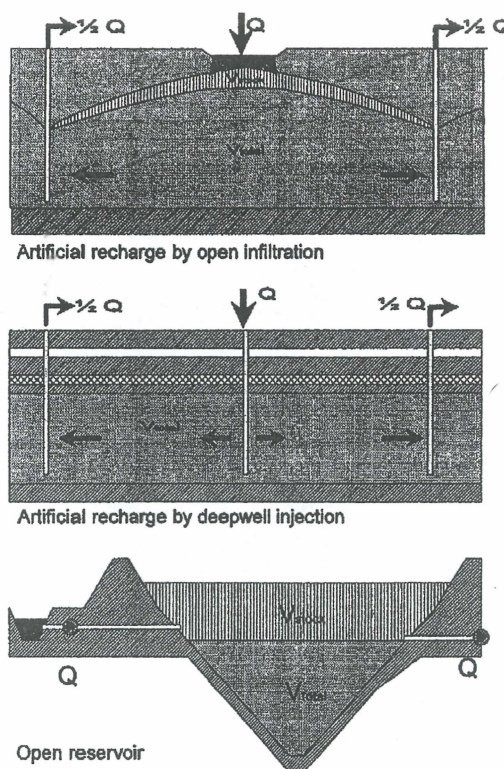 ½ Q
Q
½ Q
Artificial recharge by open infiltration
½ Q
Q
½ Q
Artificial recharge by deepwell injection
Q
Q
Open reservoir